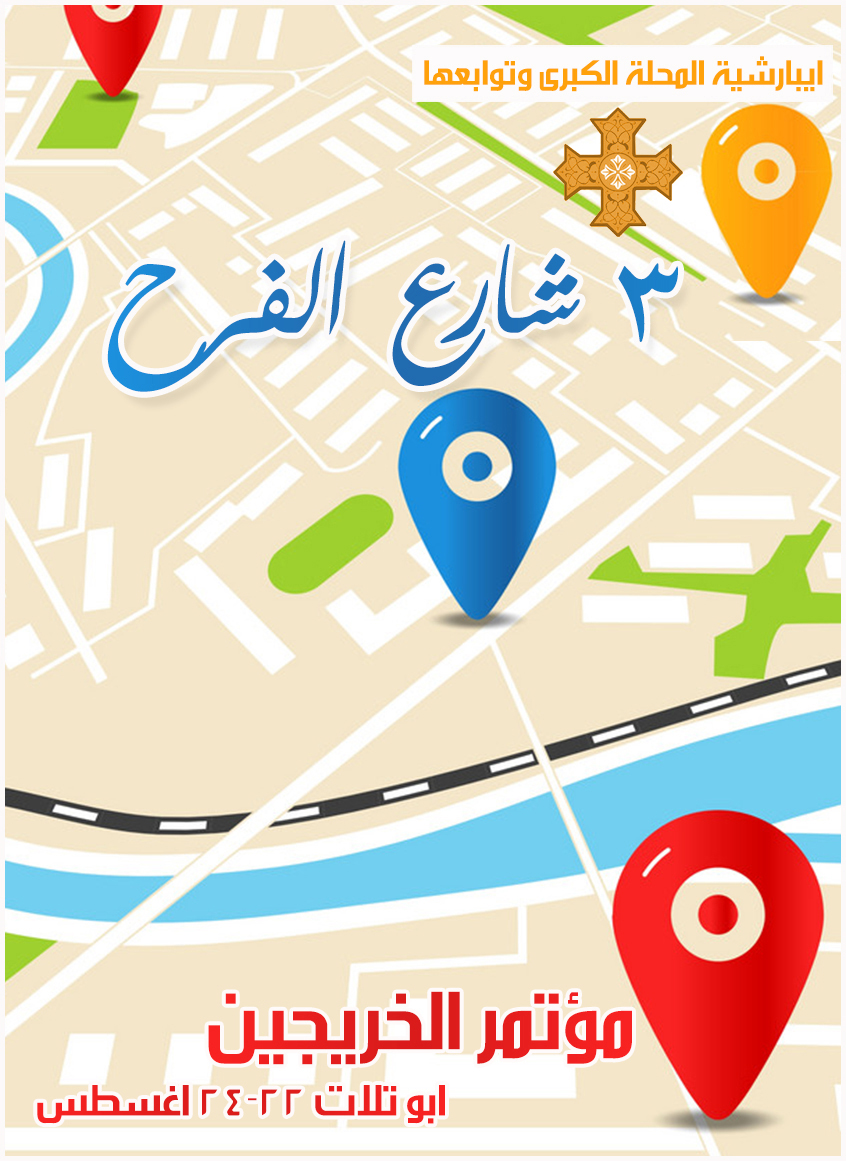 ايبارشية المحلة الكبرى وتوابعها
٣ شارع الفرح
مؤتمر الخريجين
ابو تلات ٢٢-٢٤ اغسطس